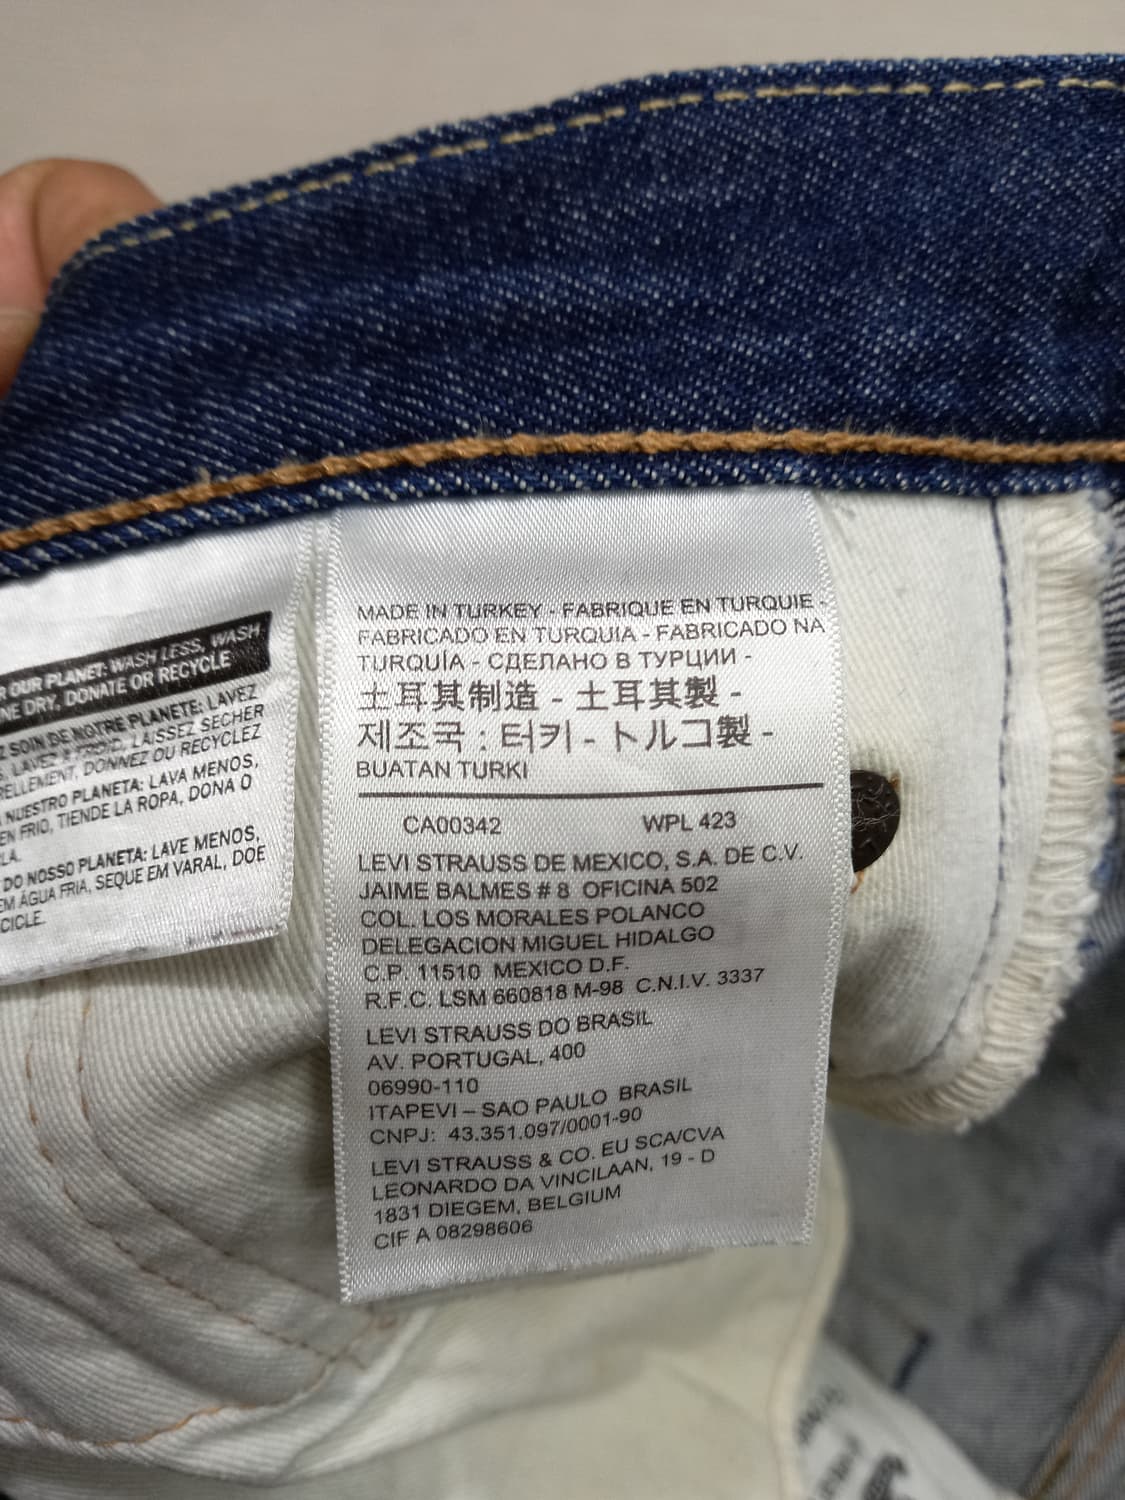 R OUR PLANET: WASH LESS, WASH
NE DRY, DONATE OR RECYCLE
Z SOIN DE NOTRE PLANETE: LAVEZ
S, LAVEZ À FROID, LAISSEZ SECHER
RELLEMENT, DONNEZ OU RECYCLEZ
NUESTRO PLANETA: LAVA MENOS,
EN FRIO, TIENDE LA ROPA, DONA O
LA.
DO NOSSO PLANETA: LAVE MENOS,
EM ÁGUA FRIA, SEQUE EM VARAL, DOE
CICLE.
MADE IN TURKEY - FABRIQUE EN TURQUIE -
FABRICADO EN TURQUIA - FABRICADO NA
TURQUÍA - СДЕЛАНО В ТУРЦИИ -
土耳其制造 - 土耳其製 -
제조국 : 터키 - トルコ製 -
BUATAN TURKI
CA00342 WPL 423
LEVI STRAUSS DE MEXICO, S.A. DE C.V.
JAIME BALMES # 8 OFICINA 502
COL. LOS MORALES POLANCO
DELEGACION MIGUEL HIDALGO
C.P. 11510 MEXICO D.F.
R.F.C. LSM 660818 M-98 C.N.I.V. 3337
LEVI STRAUSS DO BRASIL
AV. PORTUGAL, 400
06990-110
ITAPEVI – SAO PAULO BRASIL
CNPJ: 43.351.097/0001-90
LEVI STRAUSS & CO. EU SCA/CVA
LEONARDO DA VINCILAAN, 19 - D
1831 DIEGEM, BELGIUM
CIF A 08298606